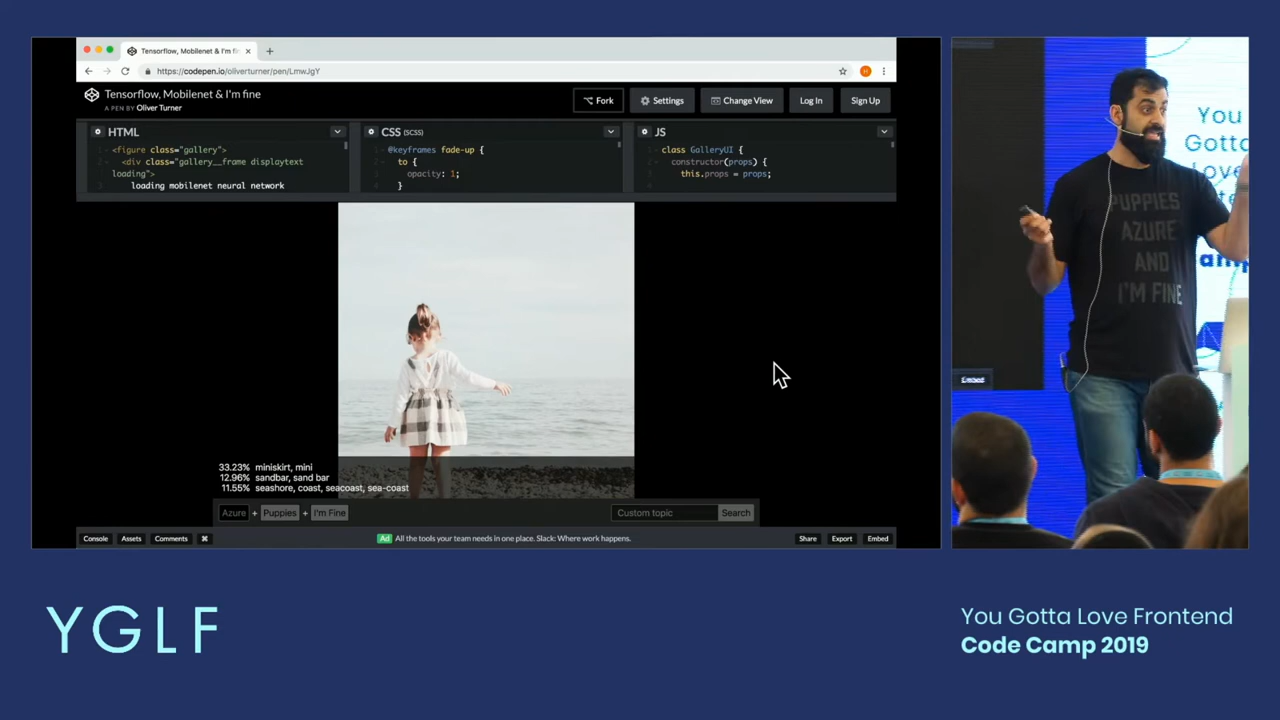 Tensorflow, Mobilenet & I'm fi
https://codepen.io/oliverturner/pen/LmwJgY
H
Tensorflow, Mobilenet & I'm fine
A PEN BY Oliver Turner
Fork
Settings
Change View
Log In
Sign Up
HTML
<figure class="gallery">
<div class="gallery__frame displaytext
loading">
loading mobilenet neural network
CSS (SCSS)
@keyframes fade-up {
to {
opacity: 1;
}
JS
class GalleryUI {
constructor(props) {
this.props = props;
33.23% miniskirt, mini
12.96% sandbar, sand bar
11.55% seashore, coast, seacoast, sea-coast
Azure + Puppies + I'm Fine
Custom topic
Search
Console
Assets
Comments
⌘
Ad All the tools your team needs in one place. Slack: Where work happens.
Share
Export
Embed
Embed
You
Gotta
PUPPIES
AZURE
AND
I'M FINE
YGLF
You Gotta Love Frontend
Code Camp 2019